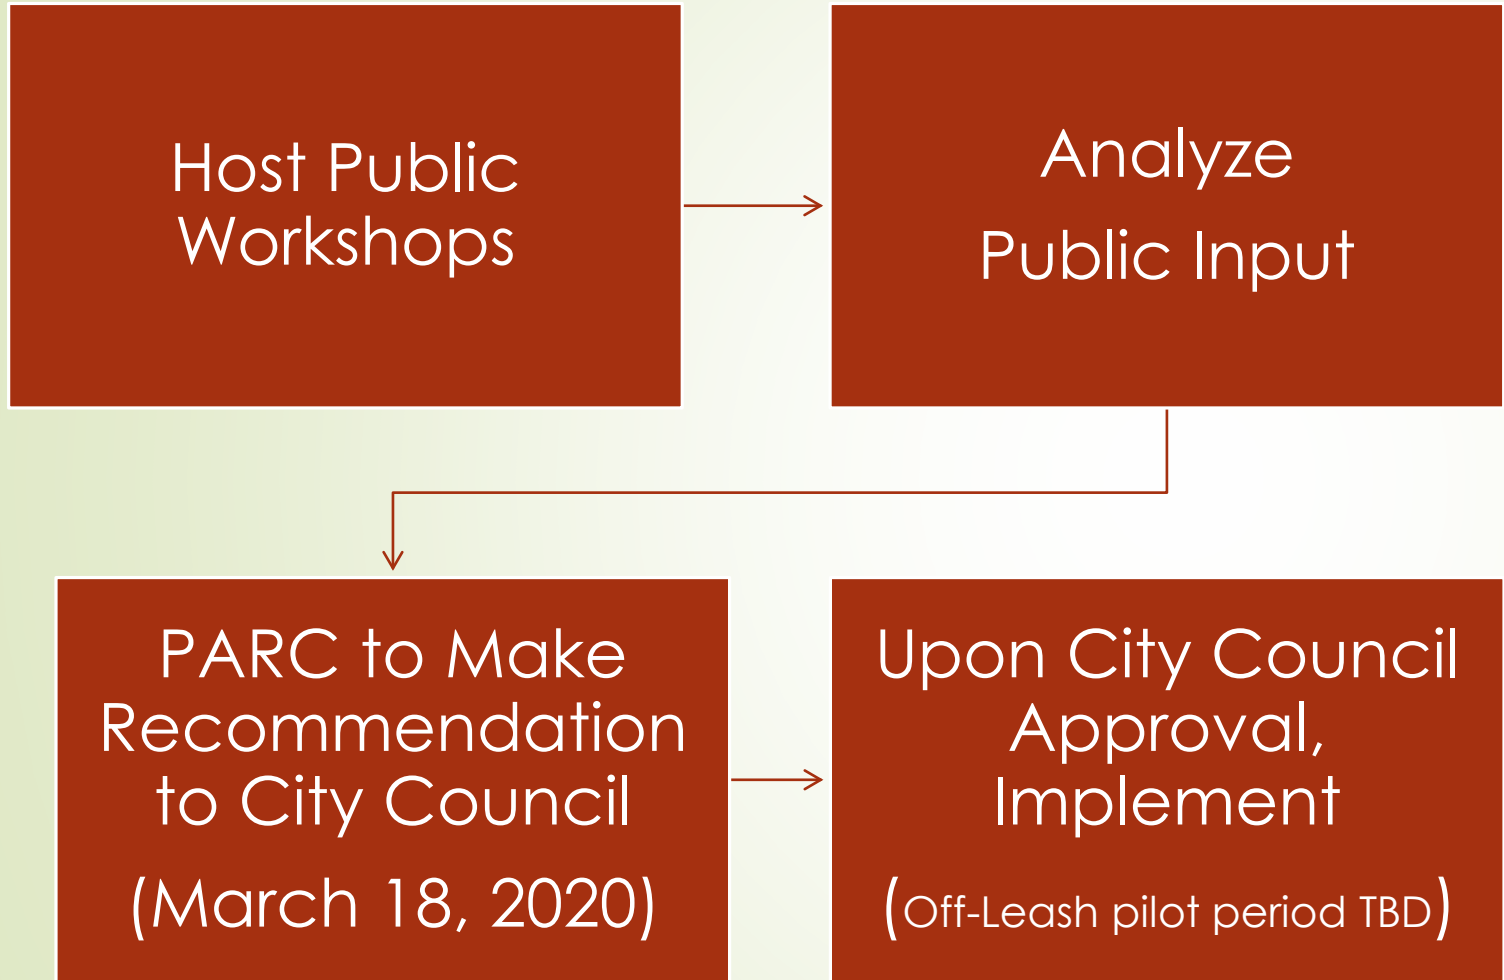 Host Public
Workshops
Analyze
Public Input
PARC to Make
Recommendation
to City Council
(March 18, 2020)
Upon City Council
Approval,
Implement
(Off-Leash pilot period TBD)